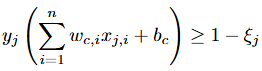 $y_j \left( \sum_{i=1}^{n} w_{c,i} x_{j,i} + b_c \right) \geq 1 - \xi_j$